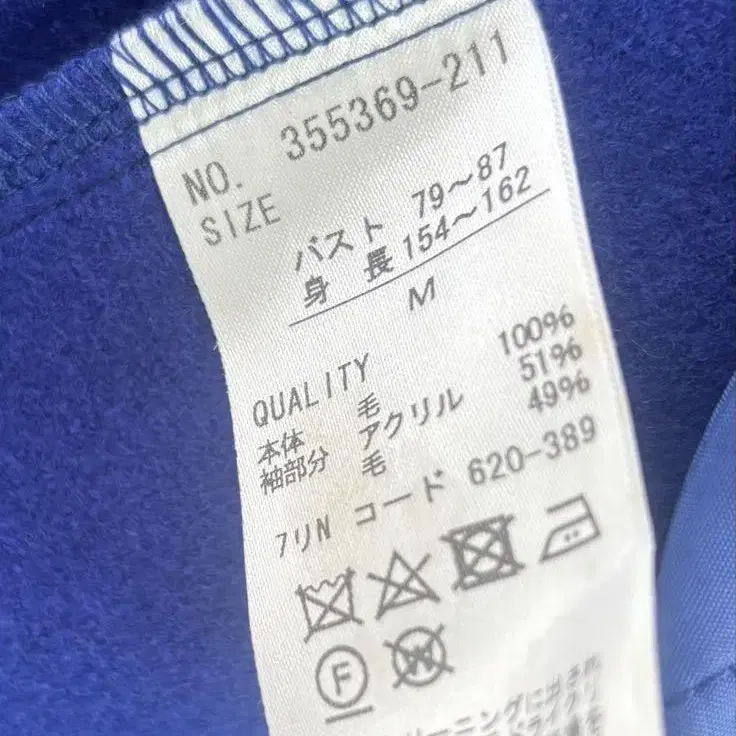 NO. 355369-211
SIZE
バスト 79～87
身 長 154～162
M
QUALITY
本体 毛 100%
袖部分 アクリル 51%
毛 49%
フリN コード 620-389
F
W